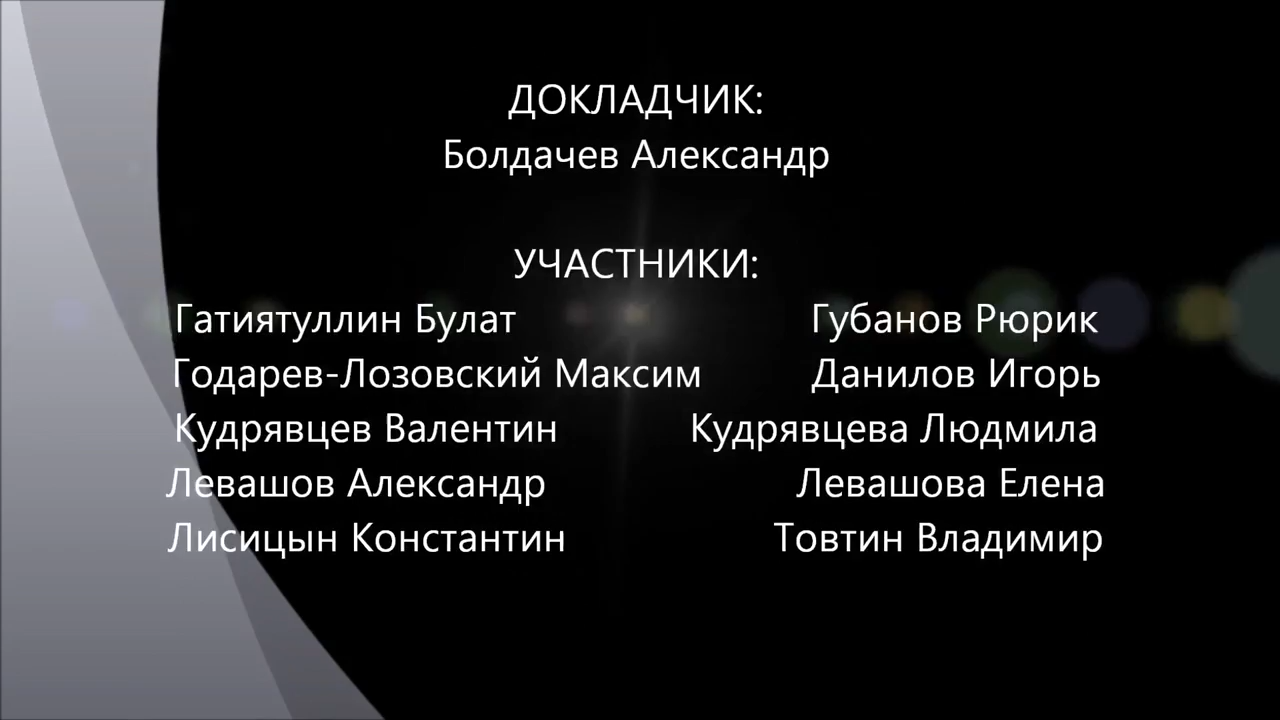 ДОКЛАДЧИК:
Болдачев Александр
УЧАСТНИКИ:
Гатиятуллин Булат Губанов Рюрик
Годарев-Лозовский Максим Данилов Игорь
Кудрявцев Валентин Кудрявцева Людмила
Левашов Александр Левашова Елена
Лисицын Константин Товтин Владимир